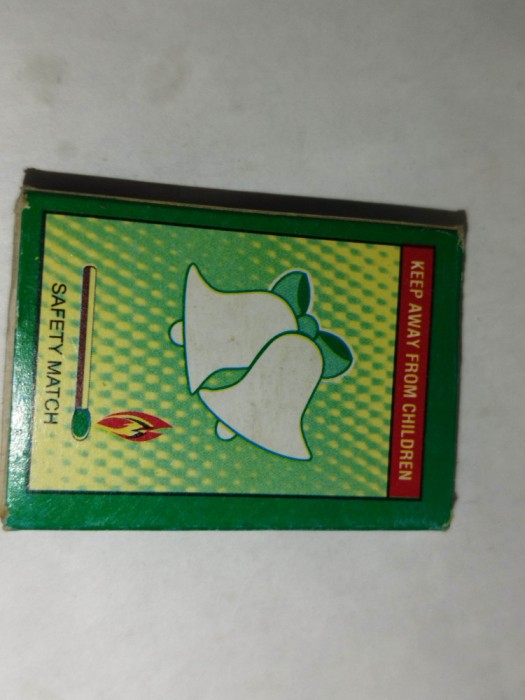 KEEP AWAY FROM CHILDREN
SAFETY MATCH